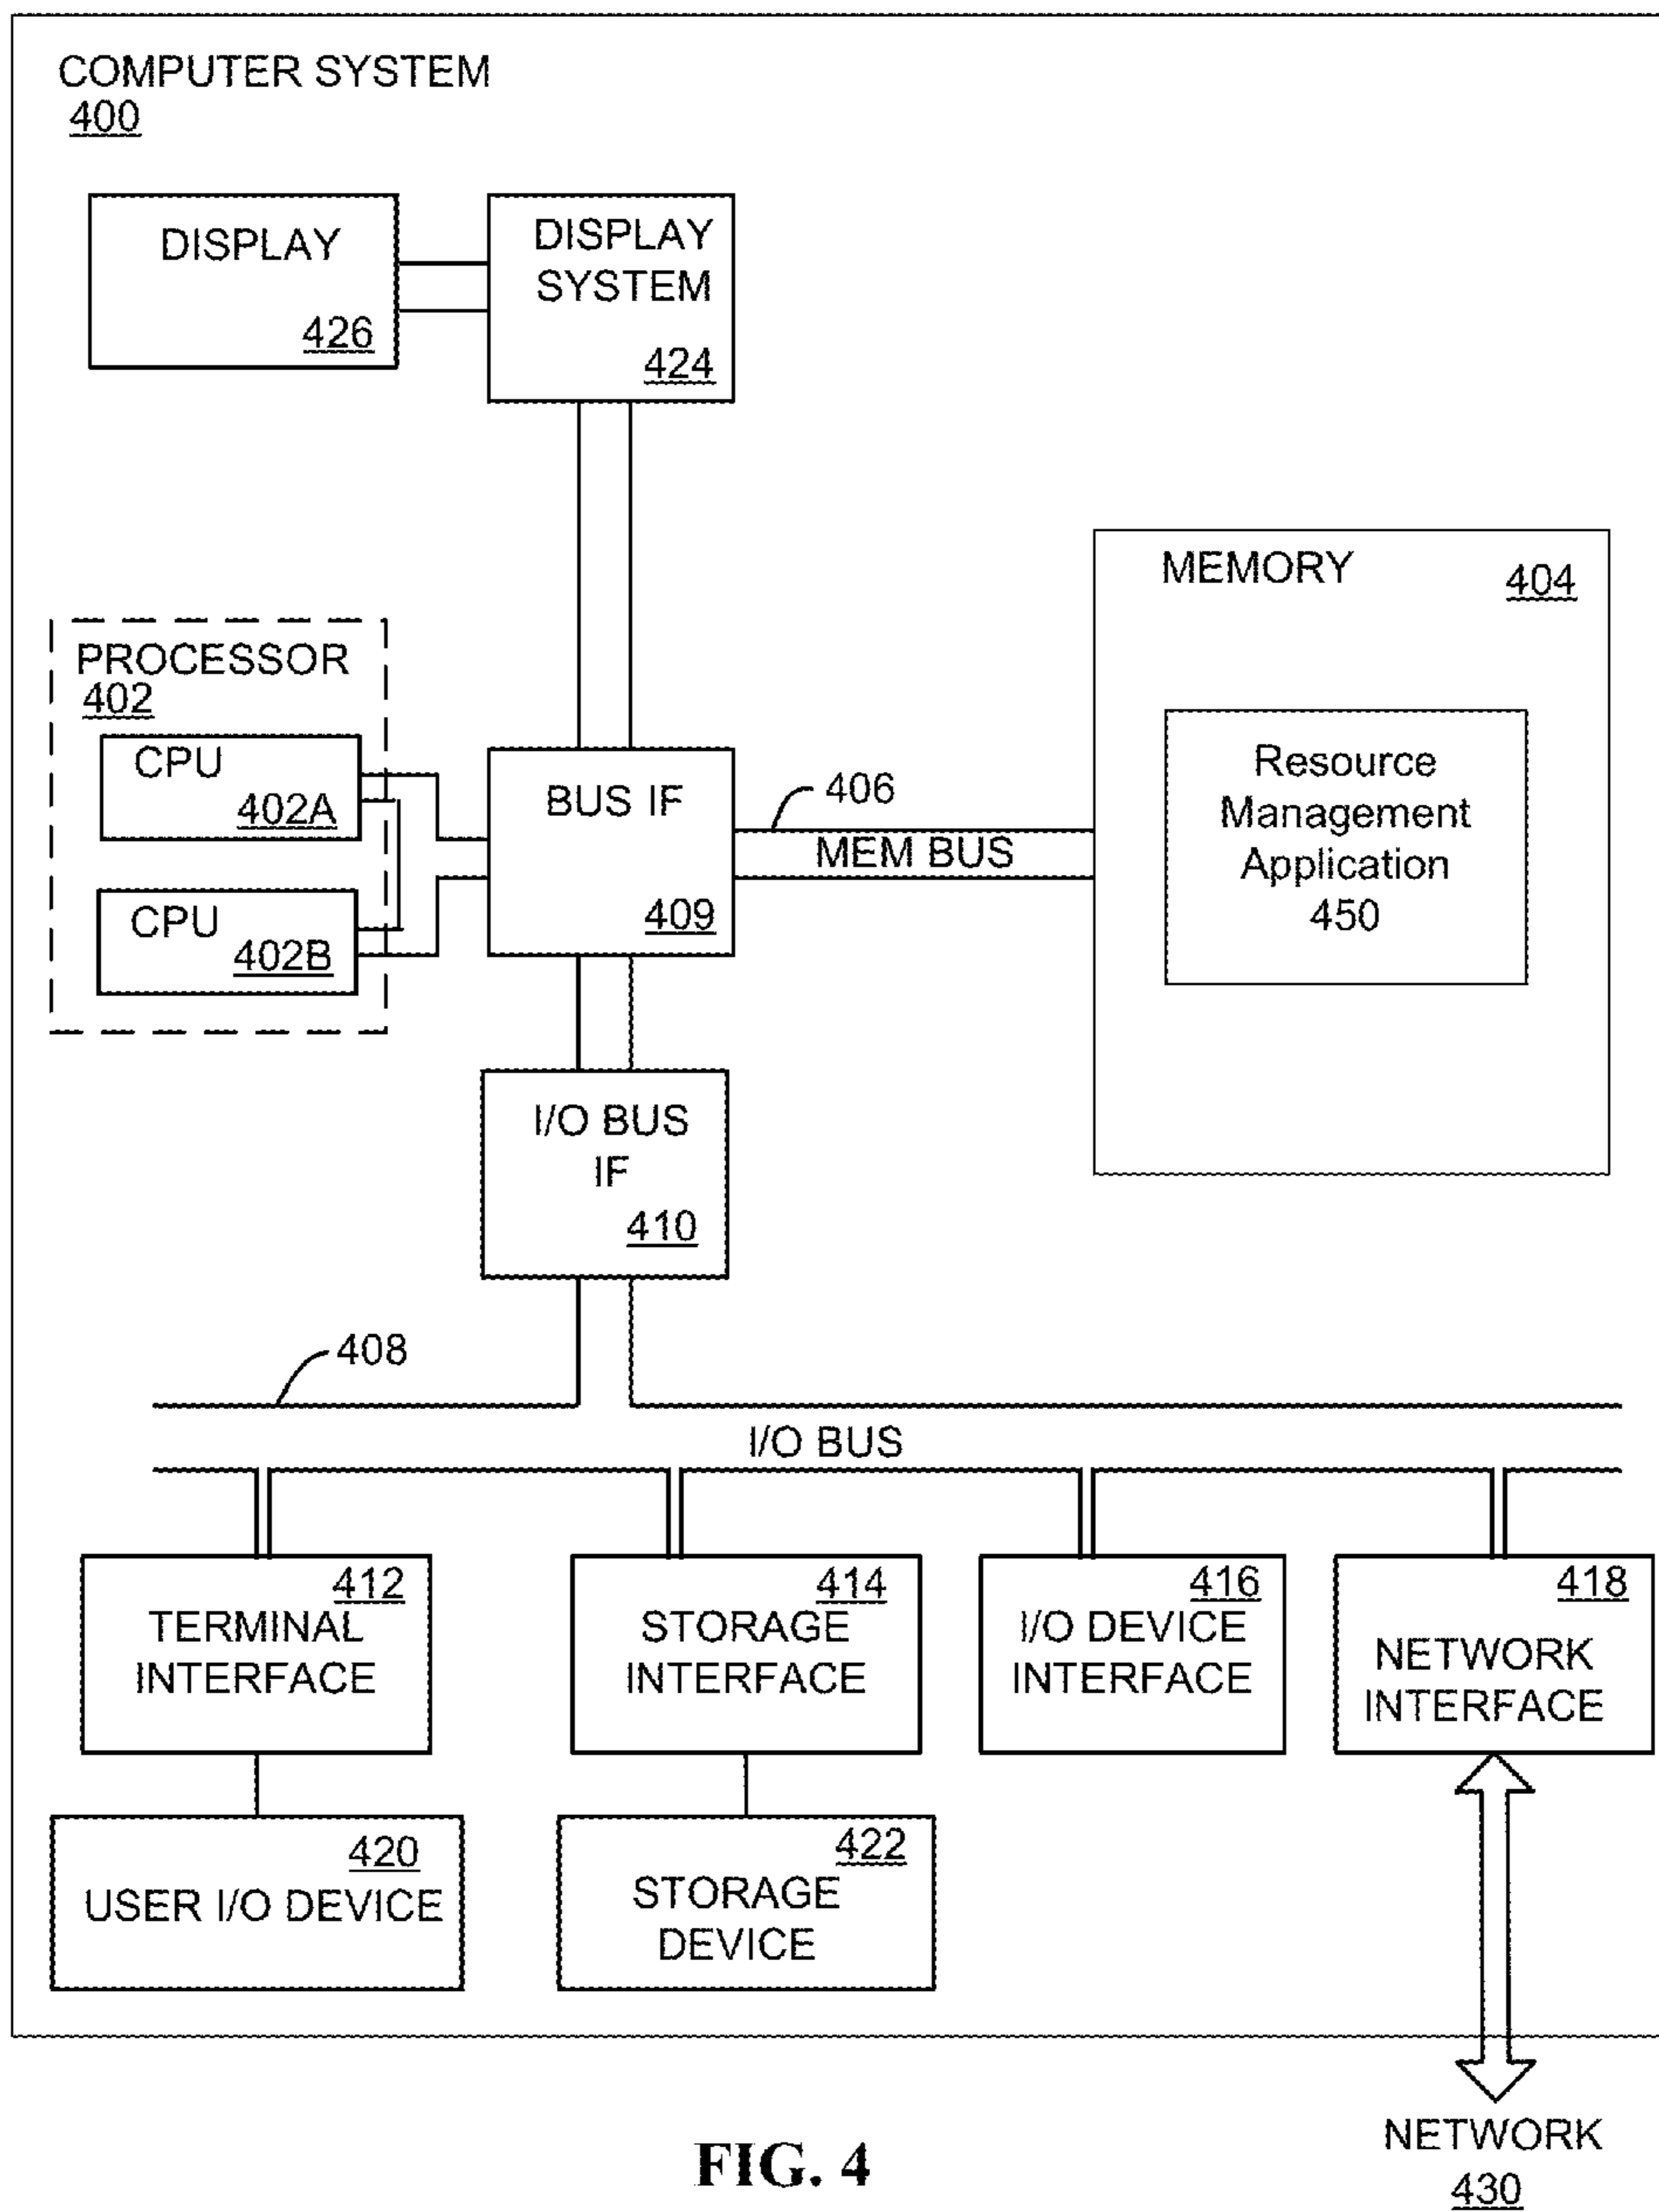 COMPUTER SYSTEM
400
DISPLAY
426
DISPLAY
SYSTEM
424
MEMORY
404
Resource
Management
Application
450
PROCESSOR
402
CPU
402A
CPU
402B
BUS IF
409
406
MEM BUS
I/O BUS
IF
410
408
I/O BUS
412
TERMINAL
INTERFACE
414
STORAGE
INTERFACE
416
I/O DEVICE
INTERFACE
418
NETWORK
INTERFACE
420
USER I/O DEVICE
422
STORAGE
DEVICE
NETWORK
430
FIG. 4